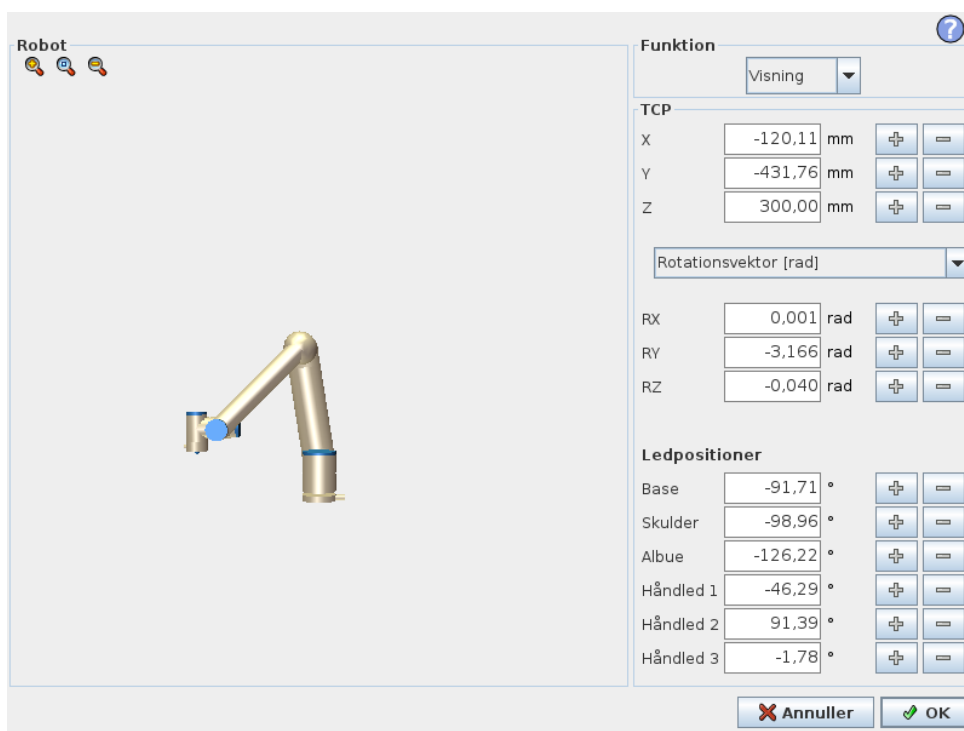 ?
Robot
Funktion
Visning
TCP
X -120,11 mm
Y -431,76 mm
Z 300,00 mm
Rotationsvektor [rad]
RX 0,001 rad
RY -3,166 rad
RZ -0,040 rad
Ledpositioner
Base -91,71 °
Skulder -98,96 °
Albue -126,22 °
Håndled 1 -46,29 °
Håndled 2 91,39 °
Håndled 3 -1,78 °
Annuller OK